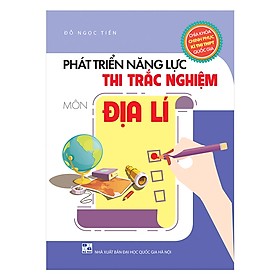 ĐỖ NGỌC TIẾN
CHÌA KHÓA
CHINH PHỤC
KÌ THI THPT
QUỐC GIA
PHÁT TRIỂN NĂNG LỰC
THI TRẮC NGHIỆM
MÔN ĐỊA LÍ
NHÀ XUẤT BẢN ĐẠI HỌC QUỐC GIA HÀ NỘI